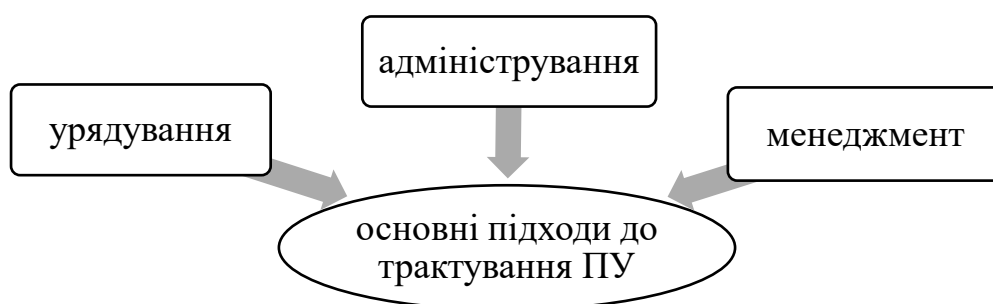 адміністрування
урядування
менеджмент
основні підходи до
трактування ПУ